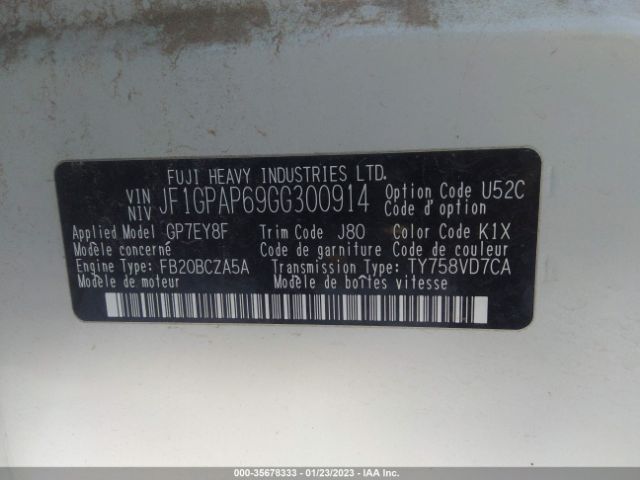 FUJI HEAVY INDUSTRIES LTD.
VIN NIV JF1GPAP69GG300914 Option Code U52C
Code d'option
Applied Model GP7EY8F Trim Code J80 Color Code K1X
Modèle concerné Code de garniture Code de couleur
Engine Type: FB20BCZA5A Transmission Type: TY758VD7CA
Modèle de moteur Modèle de boîtes vitesse
000-35678333 - 01/23/2023 - IAA Inc.